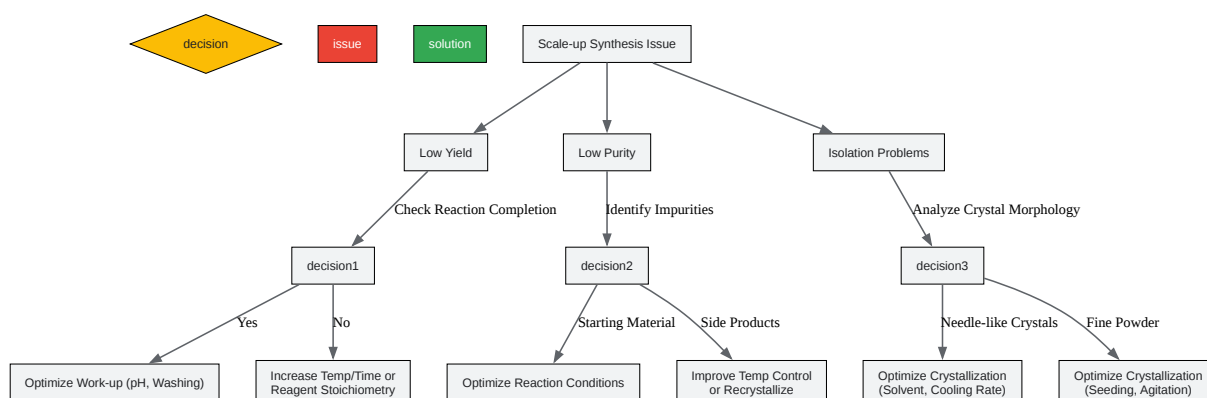 decision
issue
solution
Scale-up Synthesis Issue
Low Yield
Low Purity
Isolation Problems
Check Reaction Completion
Identify Impurities
Analyze Crystal Morphology
decision1
decision2
decision3
Yes
No
Starting Material
Side Products
Needle-like Crystals
Fine Powder
Optimize Work-up (pH, Washing)
Increase Temp/Time or
Reagent Stoichiometry
Optimize Reaction Conditions
Improve Temp Control
or Recrystallize
Optimize Crystallization
(Solvent, Cooling Rate)
Optimize Crystallization
(Seeding, Agitation)